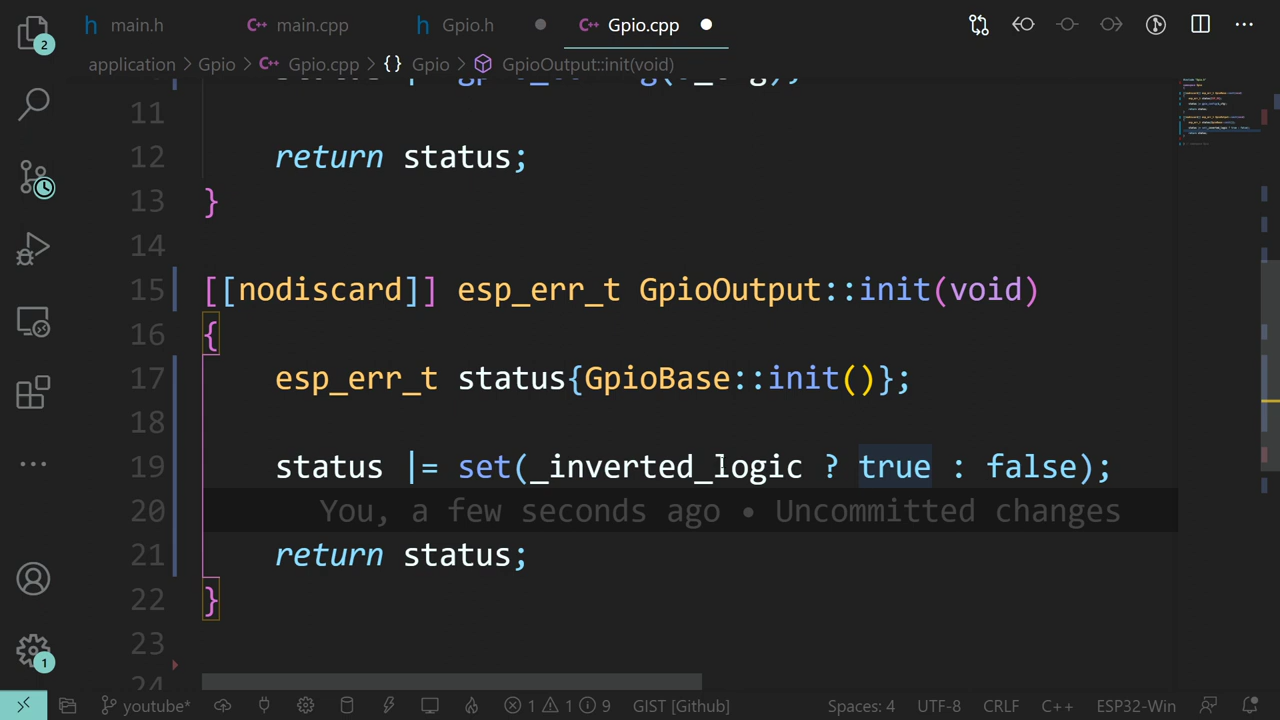 2
h main.h C++ main.cpp h Gpio.h C++ Gpio.cpp
application > Gpio > C++ Gpio.cpp > {} Gpio > GpioOutput::init(void)
11
12 return status;
13 }
14
15 [[nodiscard]] esp_err_t GpioOutput::init(void)
16 {
17 esp_err_t status{GpioBase::init()};
18
19 status |= set(_inverted_logic ? true : false);
20 You, a few seconds ago • Uncommitted changes
21 return status;
22 }
23
24
1
youtube* 1 1 9 GIST [Github] Spaces: 4 UTF-8 CRLF C++ ESP32-Win